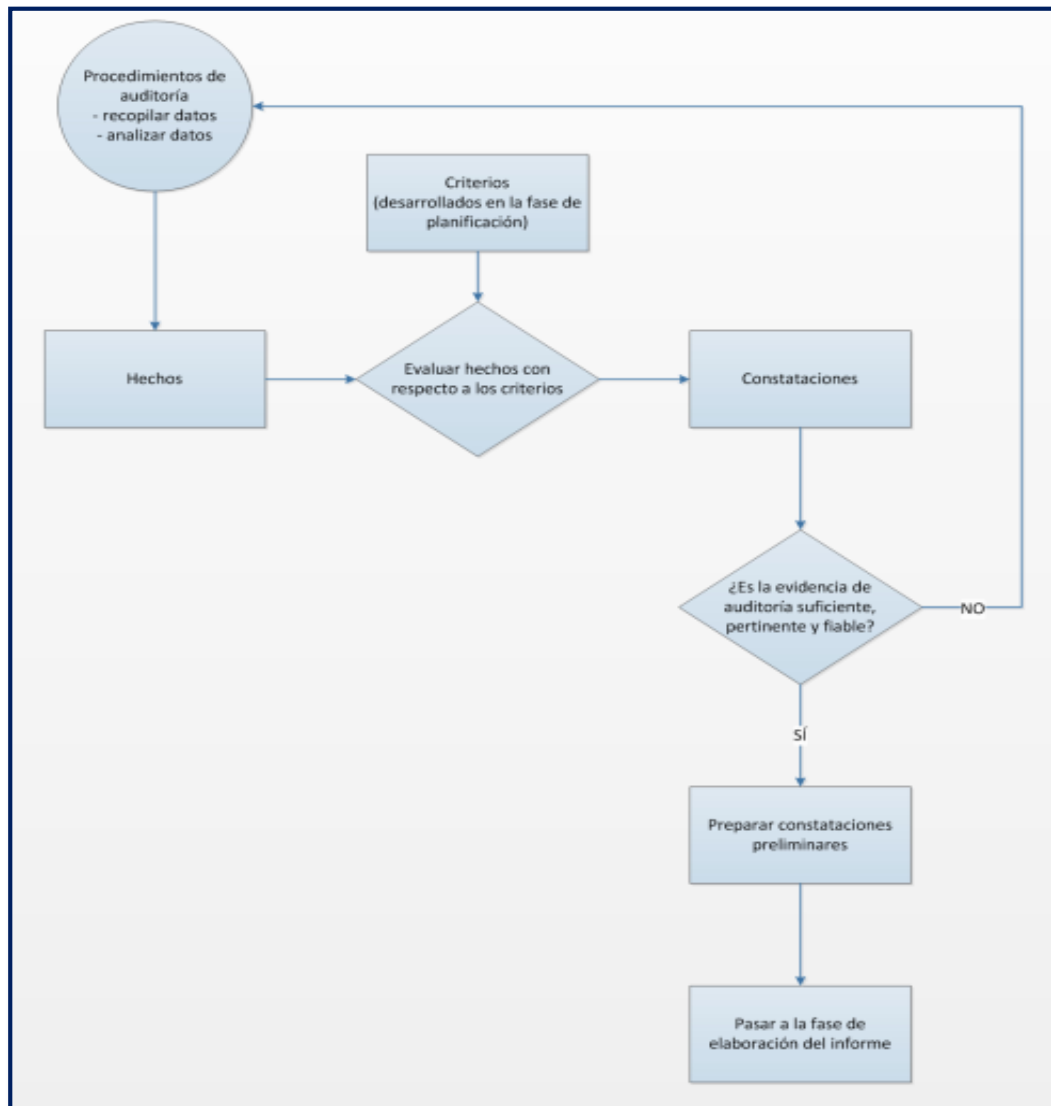 Procedimientos de
auditoría
- recopilar datos
- analizar datos
Criterios
(desarrollados en la fase de
planificación)
Hechos
Evaluar hechos con
respecto a los criterios
Constataciones
¿Es la evidencia de
auditoría suficiente,
pertinente y fiable?
NO
SÍ
Preparar constataciones
preliminares
Pasar a la fase de
elaboración del informe